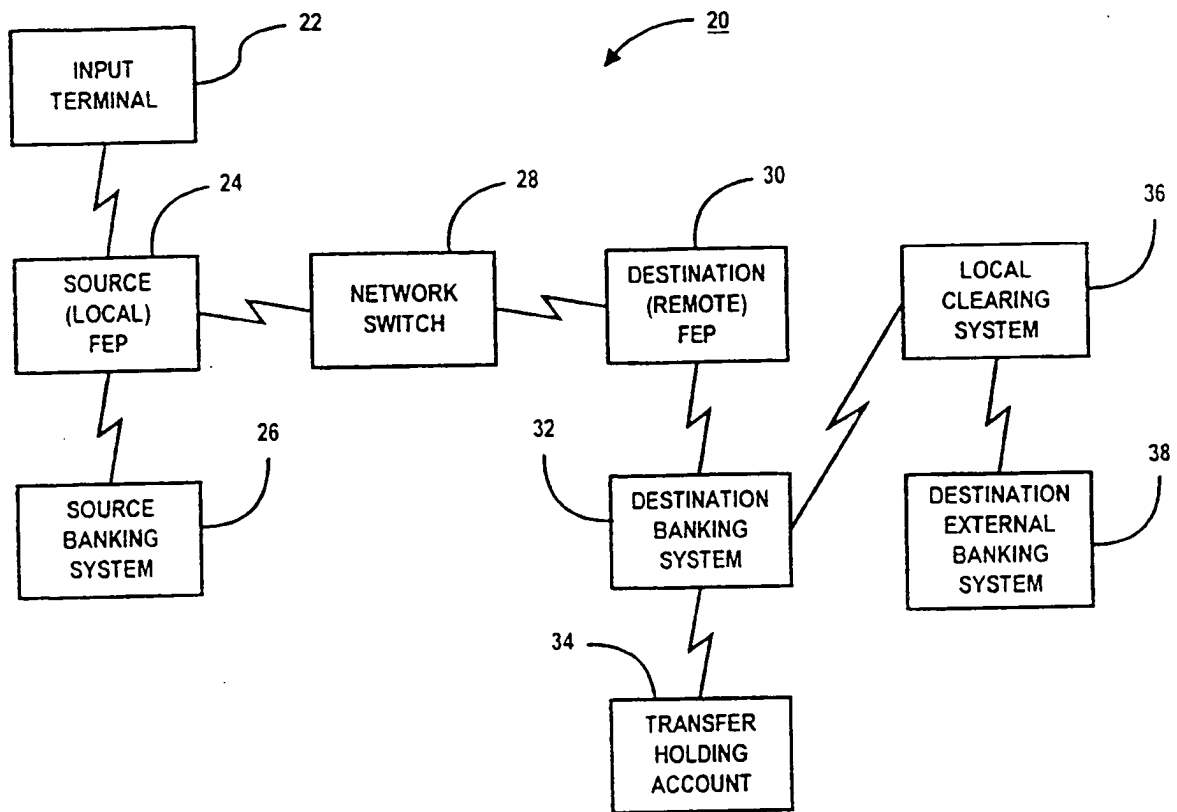 22
20
INPUT
TERMINAL
24
28
30
36
SOURCE
(LOCAL)
FEP
NETWORK
SWITCH
DESTINATION
(REMOTE)
FEP
LOCAL
CLEARING
SYSTEM
26
32
38
SOURCE
BANKING
SYSTEM
DESTINATION
BANKING
SYSTEM
DESTINATION
EXTERNAL
BANKING
SYSTEM
34
TRANSFER
HOLDING
ACCOUNT